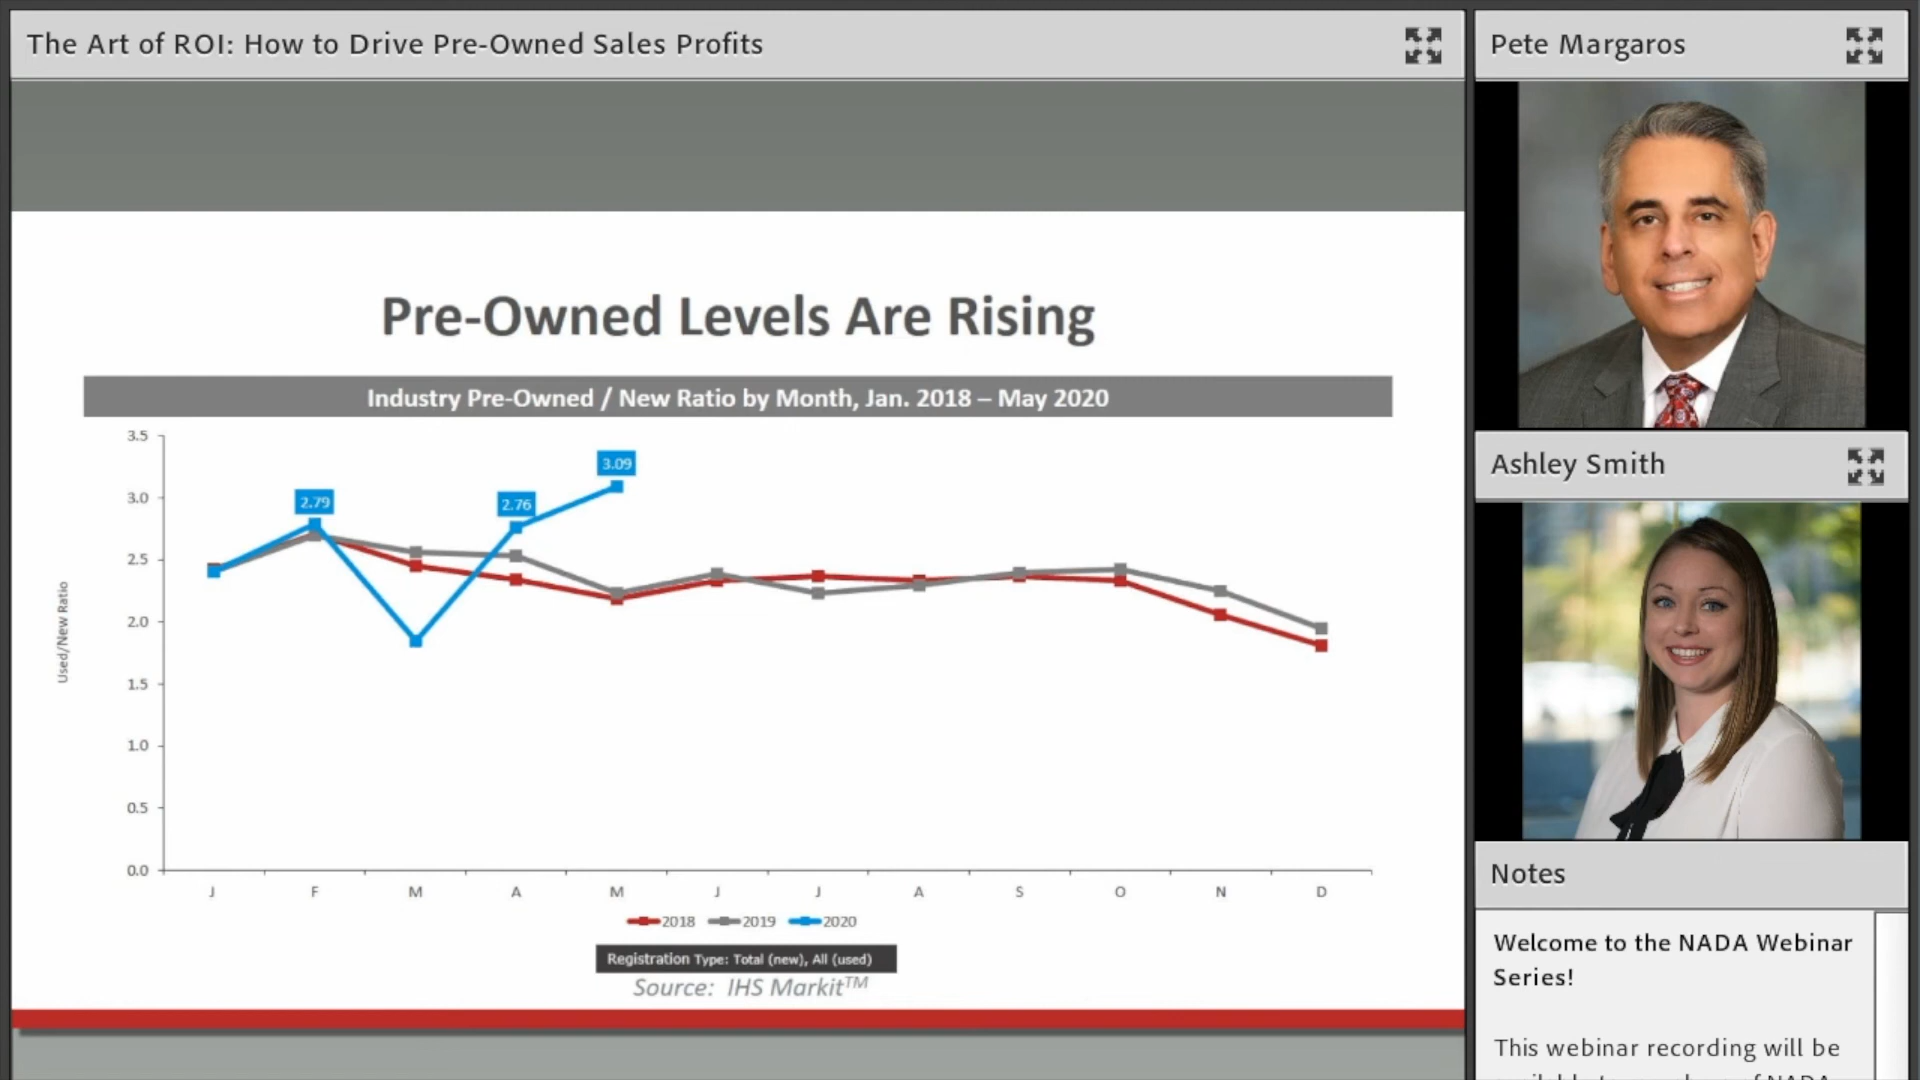 The Art of ROI: How to Drive Pre-Owned Sales Profits
Pre-Owned Levels Are Rising
Industry Pre-Owned / New Ratio by Month, Jan. 2018 – May 2020
Used/New Ratio
3.5
3.0
2.5
2.0
1.5
1.0
0.5
0.0
2.79
2.76
3.09
J F M A M J J A S O N D
2018 2019 2020
Registration Type: Total (new), All (used)
Source: IHS Markit™
Pete Margaros
Ashley Smith
Notes
Welcome to the NADA Webinar
Series!
This webinar recording will be